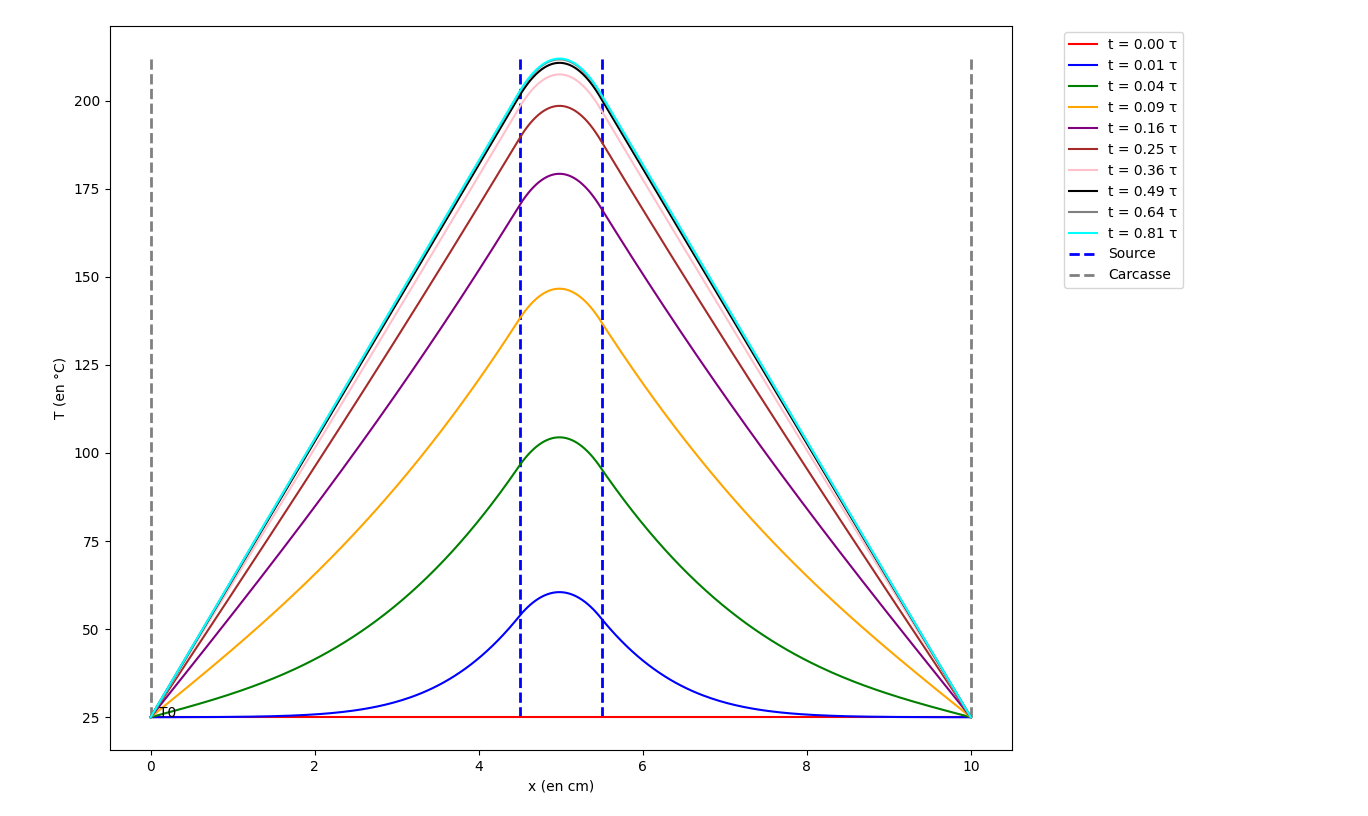 t = 0.00 τ
t = 0.01 τ
t = 0.04 τ
t = 0.09 τ
t = 0.16 τ
t = 0.25 τ
t = 0.36 τ
t = 0.49 τ
t = 0.64 τ
t = 0.81 τ
Source
Carcasse
200
175
150
125
100
75
50
25
T (en °C)
T0
0
2
4
6
8
10
x (en cm)